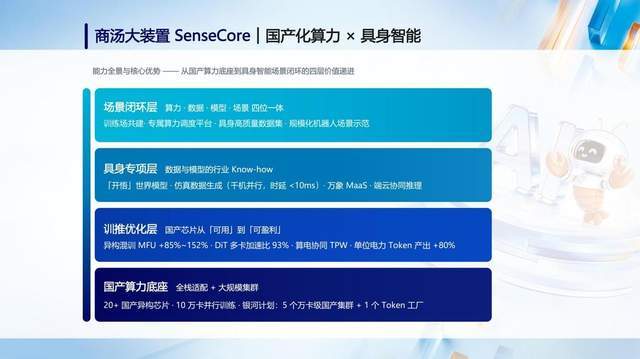 商汤大装置 SenseCore｜国产化算力 × 具身智能
能力全景与核心优势 —— 从国产算力底座到具身智能场景闭环的四层价值递进
场景闭环层 算力 · 数据 · 模型 · 场景 四位一体
训练场共建· 专属算力调度平台 · 具身高质量数据集 · 规模化机器人场景示范
具身专项层 数据与模型的行业 Know-how
「开悟」世界模型 · 仿真数据生成（千机并行，时延 <10ms）· 万象 MaaS · 端云协同推理
训推优化层 国产芯片从「可用」到「可盈利」
异构混训 MFU +85%~152% · DiT 多卡加速比 93% · 算电协同 TPW · 单位电力 Token 产出 +80%
国产算力底座 全栈适配 + 大规模集群
20+ 国产异构芯片 · 10 万卡并行训练 · 银河计划：5 个万卡级国产集群 + 1 个 Token 工厂
AI